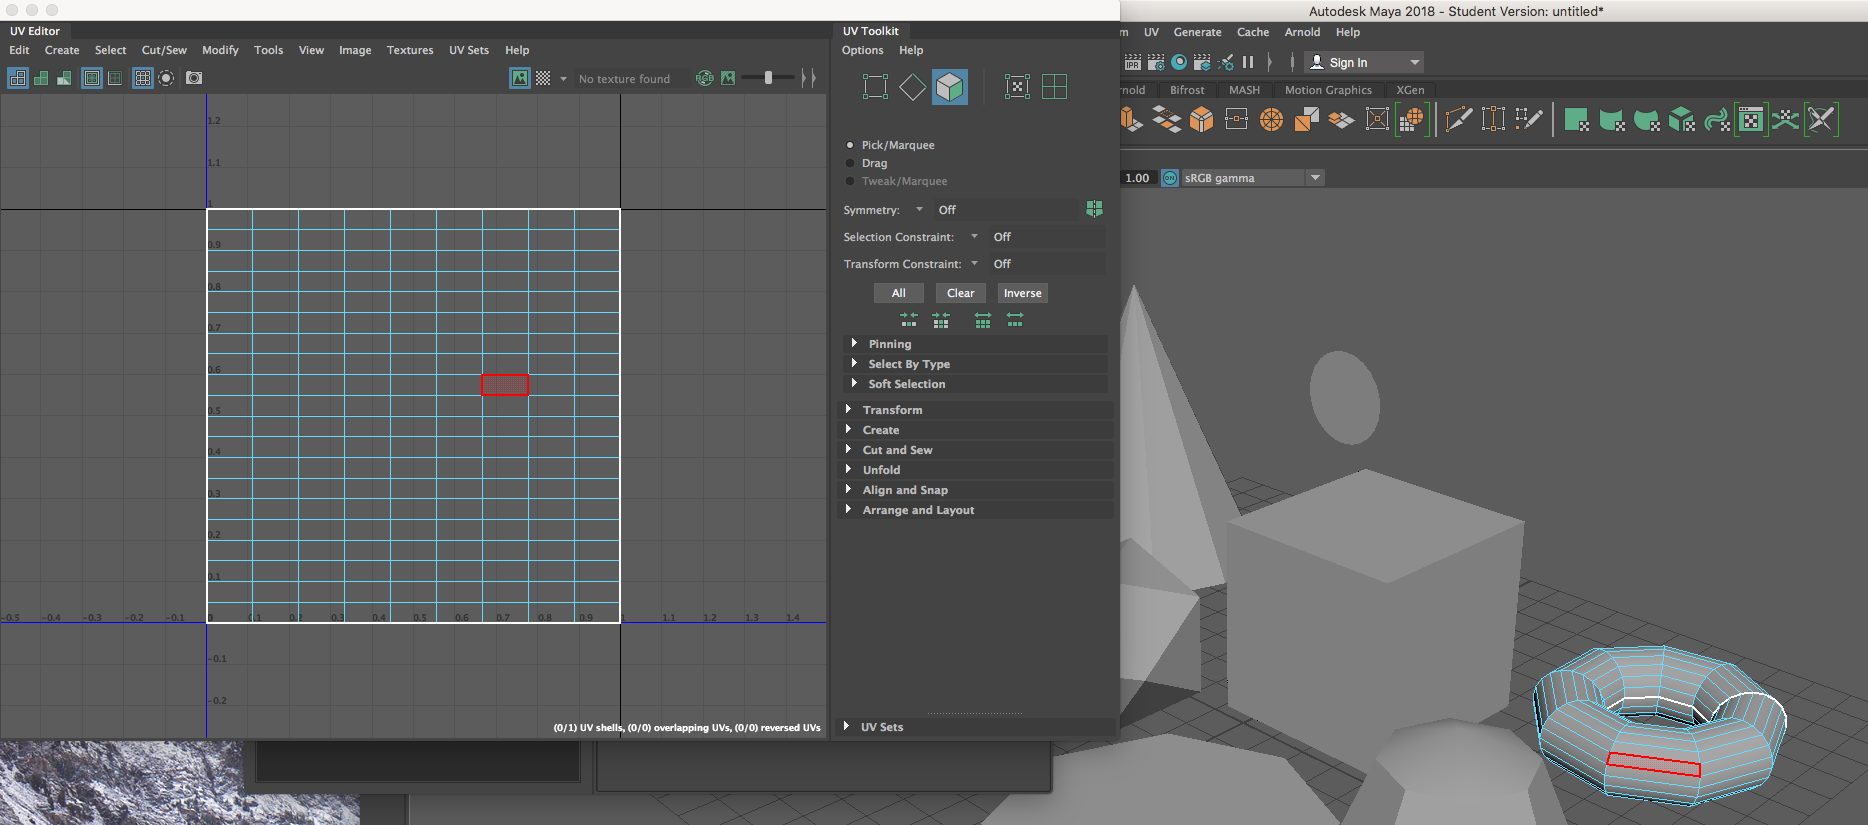 Autodesk Maya 2018 - Student Version: untitled*
UV Editor
UV Toolkit
Edit Create Select Cut/Sew Modify Tools View Image Textures UV Sets Help
Options Help
m UV Generate Cache Arnold Help
IPR
Sign In
No texture found
RGB
rnold Bifrost MASH Motion Graphics XGen
Pick/Marquee
Drag
Tweak/Marquee
1.00 ON sRGB gamma
Symmetry: Off
Selection Constraint: Off
Transform Constraint: Off
All Clear Inverse
Pinning
Select By Type
Soft Selection
Transform
Create
Cut and Sew
Unfold
Align and Snap
Arrange and Layout
UV Sets
1.2
1.1
1
0.9
0.8
0.7
0.6
0.5
0.4
0.3
0.2
0.1
-0.5 -0.4 -0.3 -0.2 -0.1 0 0.1 0.2 0.3 0.4 0.5 0.6 0.7 0.8 0.9 1 1.1 1.2 1.3 1.4
-0.1
-0.2
(0/1) UV shells, (0/0) overlapping UVs, (0/0) reversed UVs